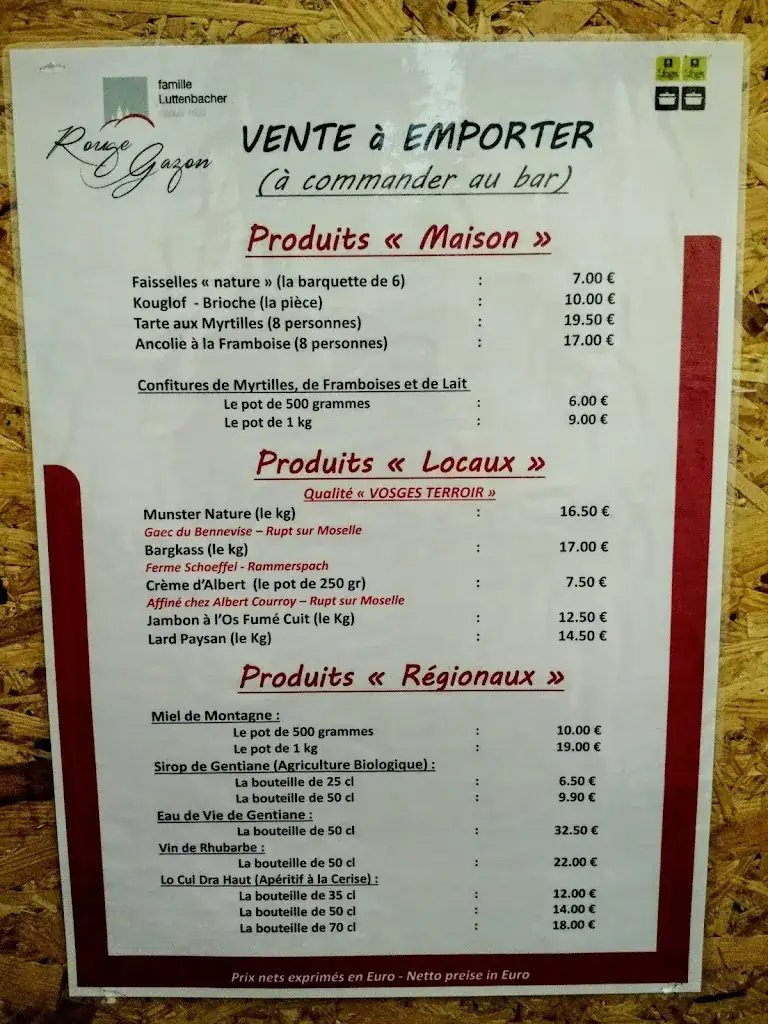 famille
Luttenbacher
Rouge
Gazon
VENTE à EMPORTER
(à commander au bar)
Produits « Maison »
Faisselles « nature » (la barquette de 6) : 7.00 €
Kouglof - Brioche (la pièce) : 10.00 €
Tarte aux Myrtilles (8 personnes) : 19.50 €
Ancolie à la Framboise (8 personnes) : 17.00 €
Confitures de Myrtilles, de Framboises et de Lait
Le pot de 500 grammes : 6.00 €
Le pot de 1 kg : 9.00 €
Produits « Locaux »
Qualité « VOSGES TERROIR »
Munster Nature (le kg) : 16.50 €
Gaec du Bennevise – Rupt sur Moselle
Bargkass (le kg) : 17.00 €
Ferme Schoeffel - Rammerspach
Crème d'Albert (le pot de 250 gr) : 7.50 €
Affiné chez Albert Courroy – Rupt sur Moselle
Jambon à l'Os Fumé Cuit (le Kg) : 12.50 €
Lard Paysan (le Kg) : 14.50 €
Produits « Régionaux »
Miel de Montagne :
Le pot de 500 grammes : 10.00 €
Le pot de 1 kg : 19.00 €
Sirop de Gentiane (Agriculture Biologique) :
La bouteille de 25 cl : 6.50 €
La bouteille de 50 cl : 9.90 €
Eau de Vie de Gentiane :
La bouteille de 50 cl : 32.50 €
Vin de Rhubarbe :
La bouteille de 50 cl : 22.00 €
Lo Cul Dra Haut (Apéritif à la Cerise) :
La bouteille de 35 cl : 12.00 €
La bouteille de 50 cl : 14.00 €
La bouteille de 70 cl : 18.00 €
Prix nets exprimés en Euro - Netto preise in Euro